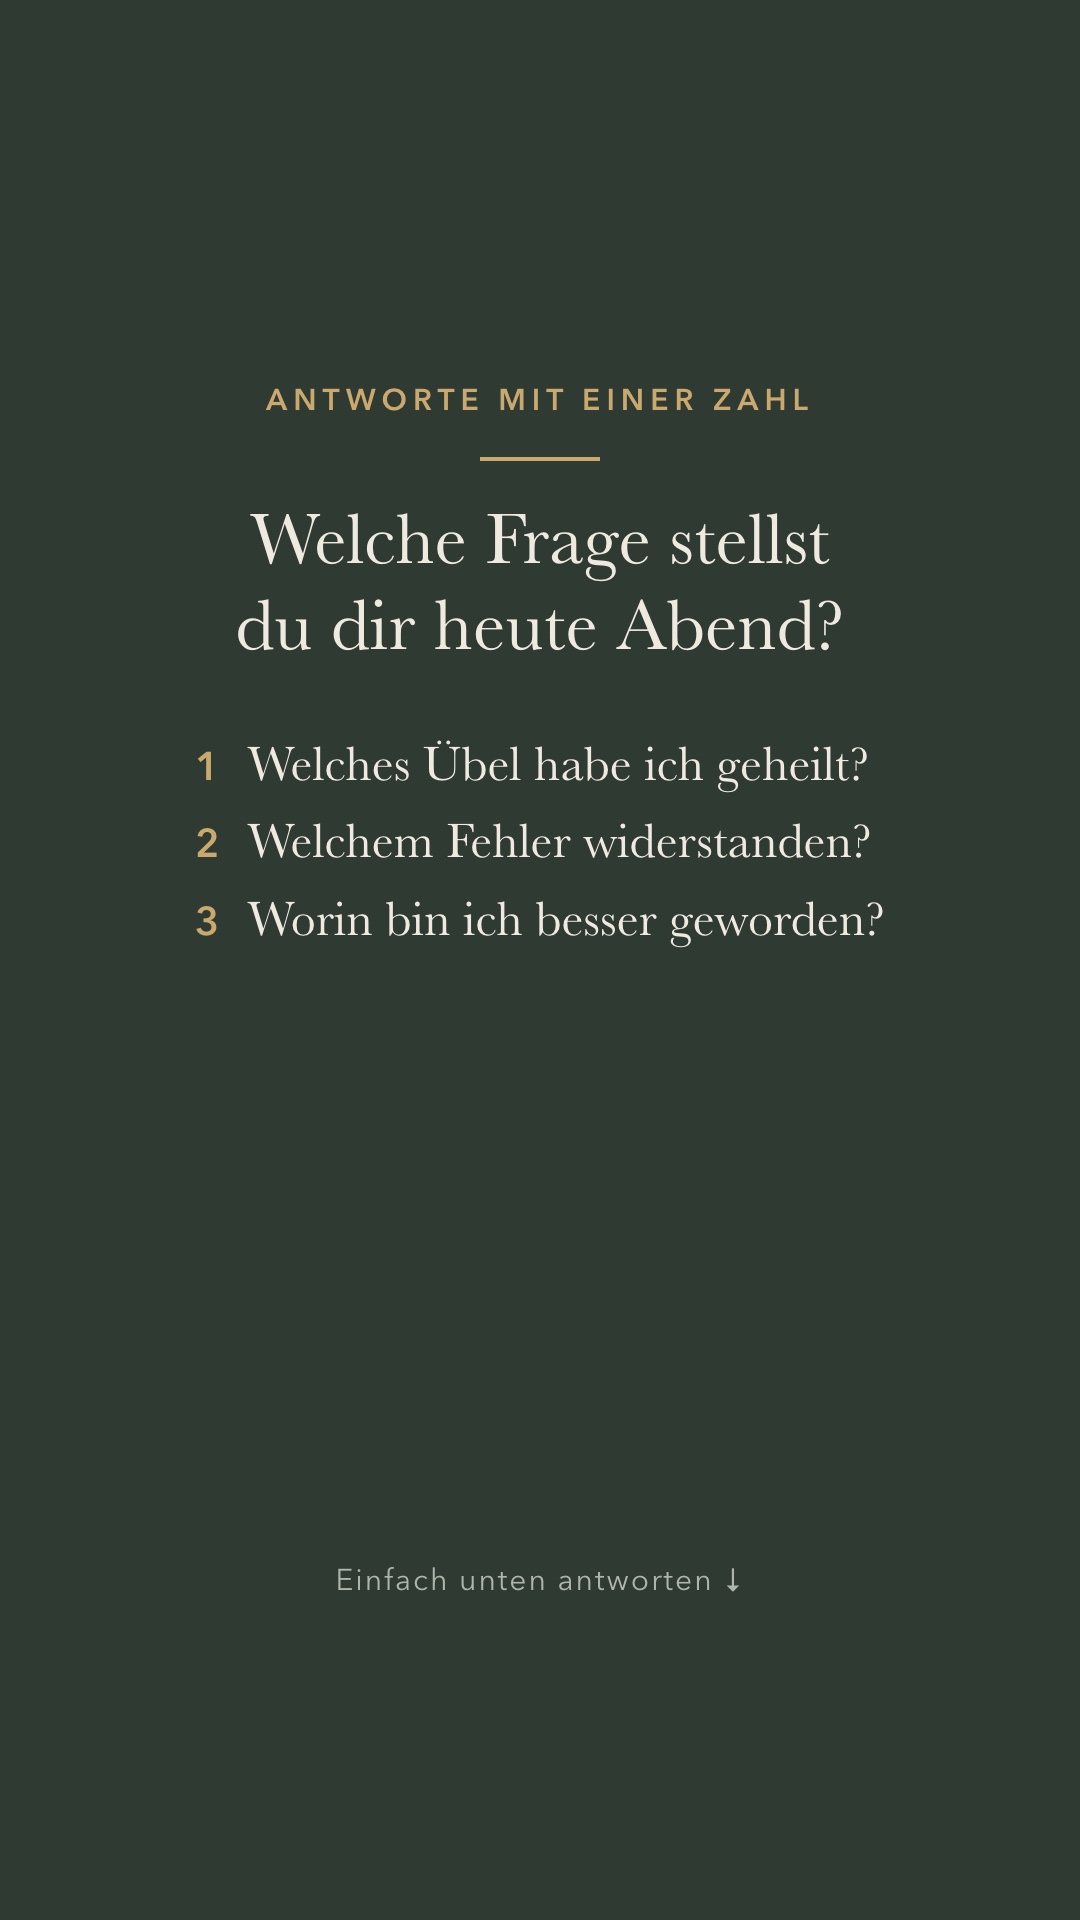 ANTWORTE MIT EINER ZAHL
Welche Frage stellst
du dir heute Abend?
1 Welches Übel habe ich geheilt?
2 Welchem Fehler widerstanden?
3 Worin bin ich besser geworden?
Einfach unten antworten ↓